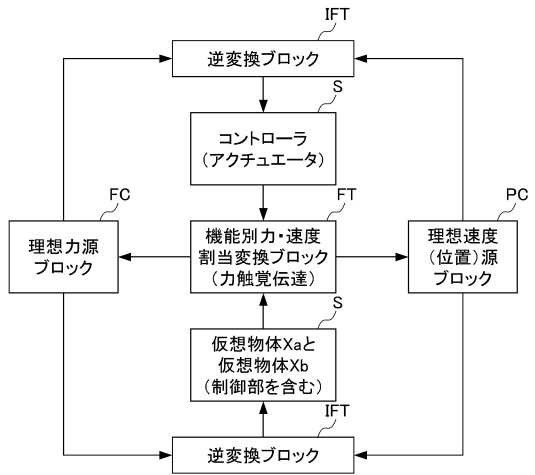 IFT
逆変換ブロック
S
コントローラ
(アクチュエータ)
FC
理想力源
ブロック
FT
機能別力・速度
割当変換ブロック
(力触覚伝達)
PC
理想速度
(位置)源
ブロック
S
仮想物体Xaと
仮想物体Xb
(制御部を含む)
IFT
逆変換ブロック